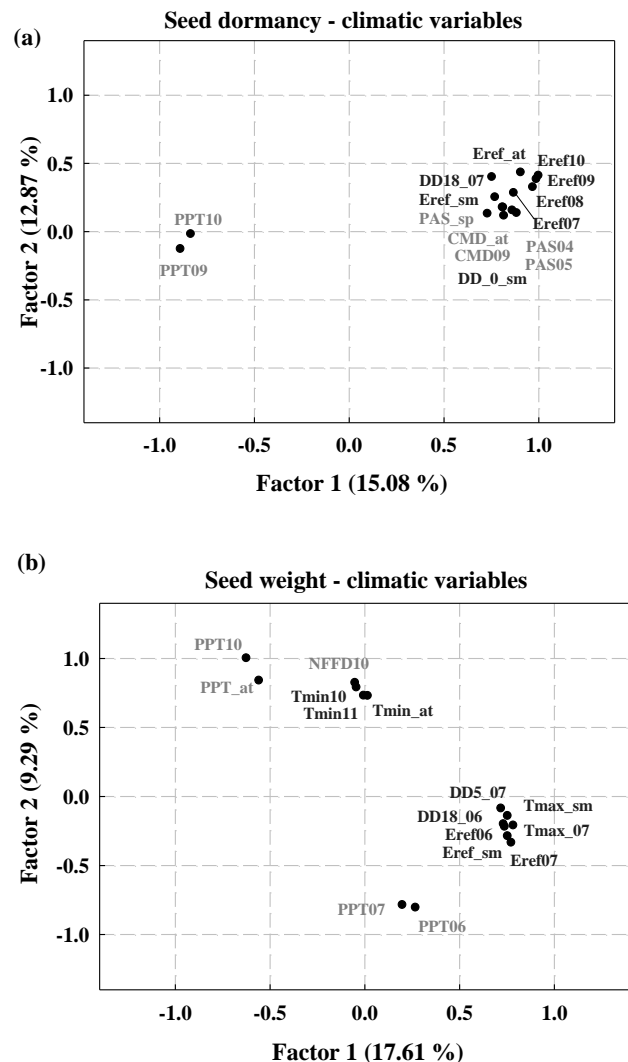 (a)
Seed dormancy - climatic variables
1.0
0.5
0.0
-0.5
-1.0
Factor 2 (12.87 %)
Eref_at
Eref10
DD18_07
Eref09
Eref_sm
Eref08
PAS_sp
Eref07
CMD_at
PAS04
CMD09
PAS05
DD_0_sm
PPT10
PPT09
-1.0 -0.5 0.0 0.5 1.0
Factor 1 (15.08 %)
(b)
Seed weight - climatic variables
1.0
0.5
0.0
-0.5
-1.0
Factor 2 (9.29 %)
PPT10
NFFD10
PPT_at
Tmin10
Tmin11
Tmin_at
DD5_07
Tmax_sm
DD18_06
Tmax_07
Eref06
Eref_sm
Eref07
PPT07
PPT06
-1.0 -0.5 0.0 0.5 1.0
Factor 1 (17.61 %)